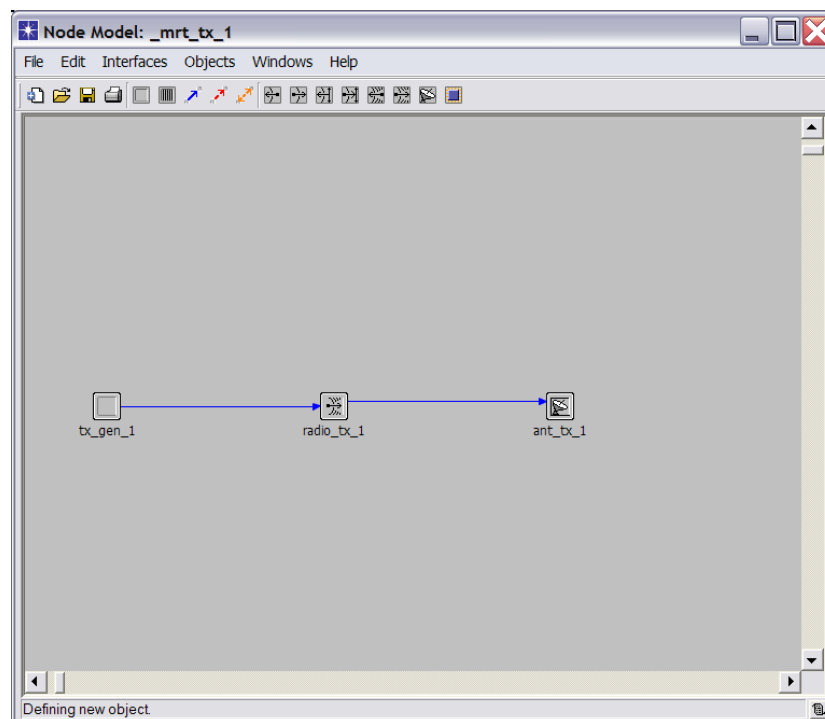 Node Model: _mrt_tx_1
File Edit Interfaces Objects Windows Help
tx_gen_1 radio_tx_1 ant_tx_1
Defining new object.